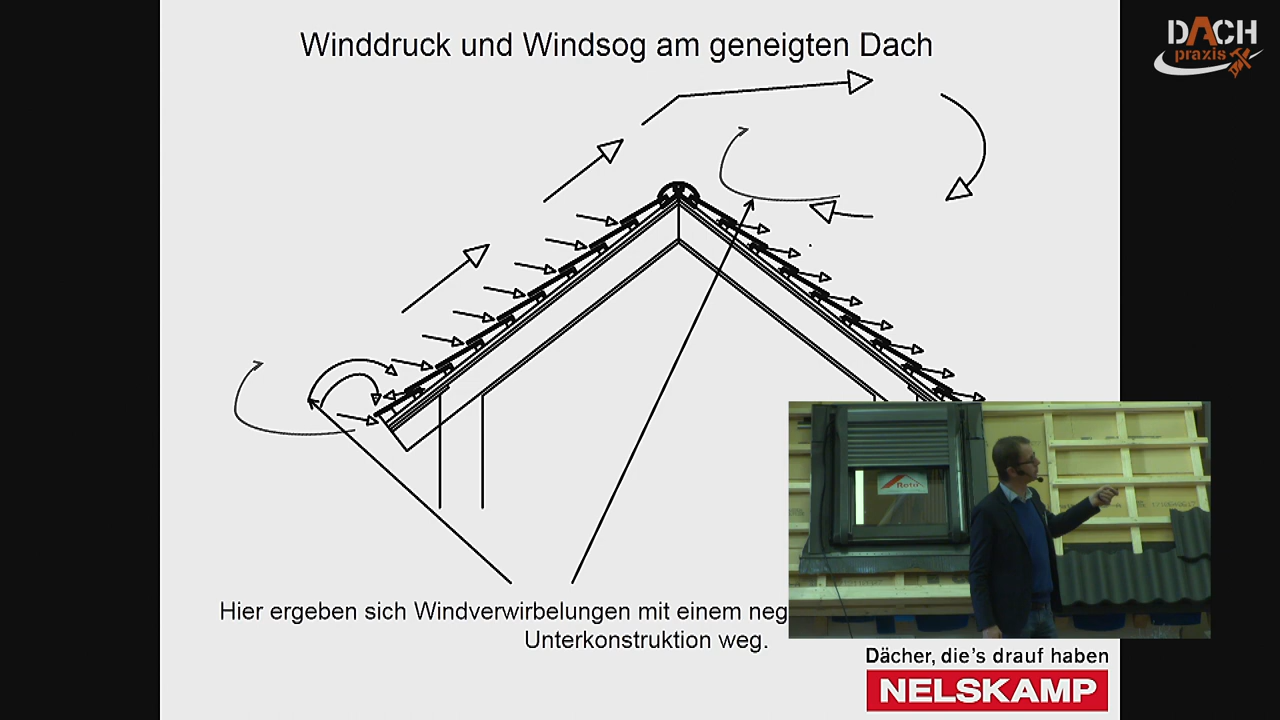 Winddruck und Windsog am geneigten Dach
DACH
praxis
Roto
Hier ergeben sich Windverwirbelungen mit einem neg
Unterkonstruktion weg.
Dächer, die's drauf haben
NELSKAMP